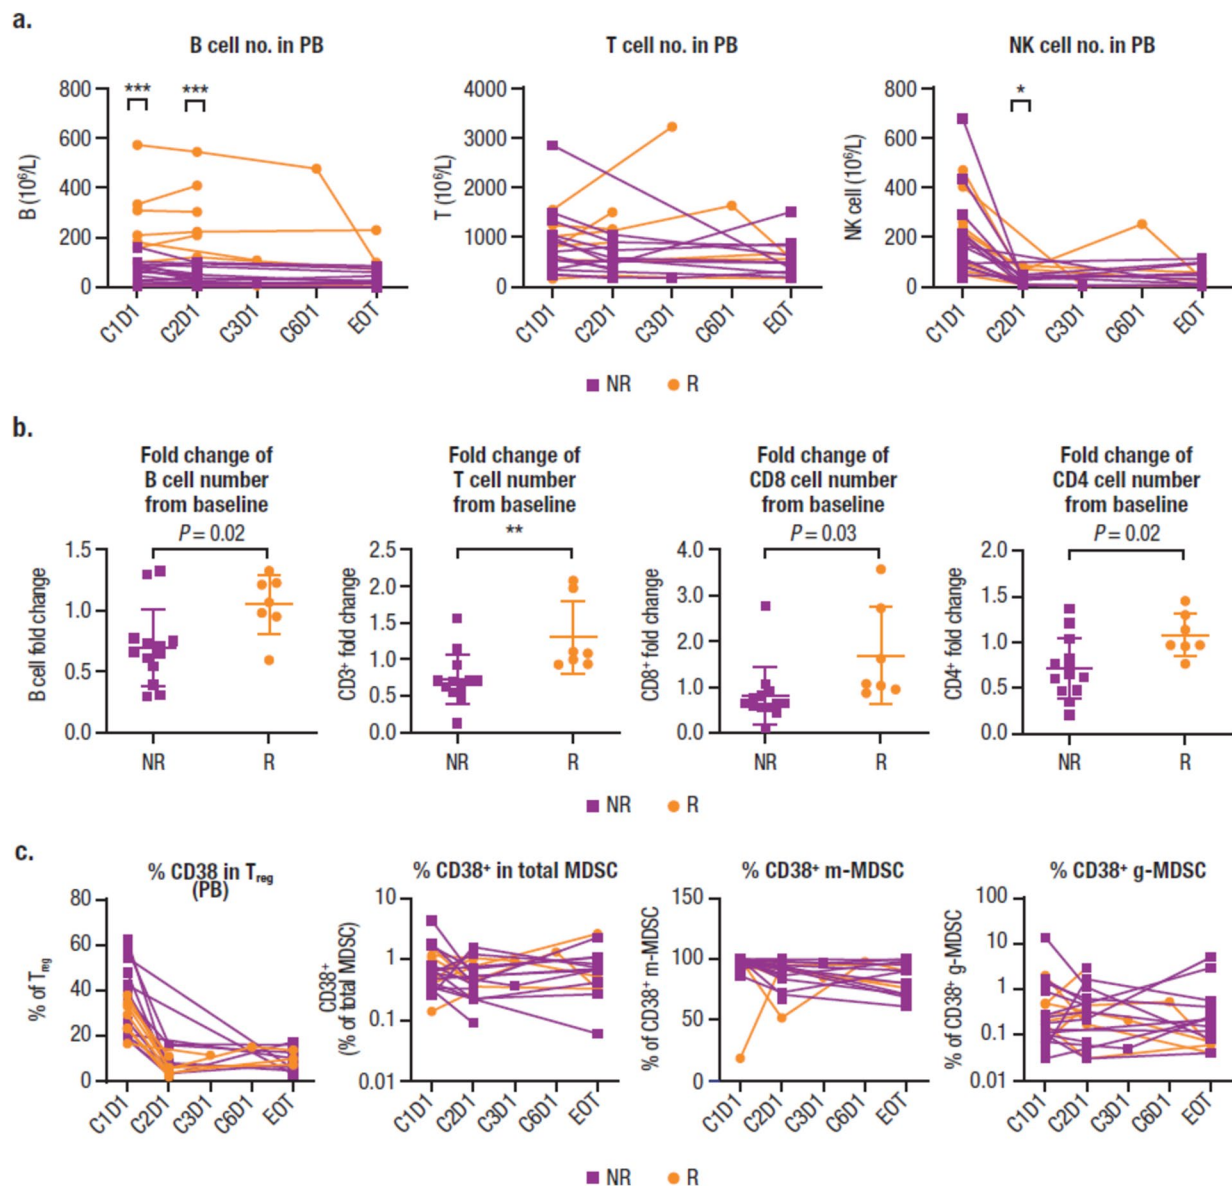 a.
B cell no. in PB
T cell no. in PB
NK cell no. in PB
B (10⁶/L)
800
600
400
200
0
***
***
C1D1
C2D1
C3D1
C6D1
EOT
T (10⁶/L)
4000
3000
2000
1000
0
C1D1
C2D1
C3D1
C6D1
EOT
NK cell (10⁶/L)
800
600
400
200
0
*
C1D1
C2D1
C3D1
C6D1
EOT
NR R
b.
Fold change of
B cell number
from baseline
P = 0.02
B cell fold change
1.5
1.0
0.5
0.0
NR R
Fold change of
T cell number
from baseline
**
CD3⁺ fold change
2.5
2.0
1.5
1.0
0.5
0.0
NR R
Fold change of
CD8 cell number
from baseline
P = 0.03
CD8⁺ fold change
4.0
3.0
2.0
1.0
0.0
NR R
Fold change of
CD4 cell number
from baseline
P = 0.02
CD4⁺ fold change
2.0
1.5
1.0
0.5
0.0
NR R
NR R
c.
% CD38 in Treg
(PB)
% of Treg
80
60
40
20
0
C1D1
C2D1
C3D1
C6D1
EOT
% CD38⁺ in total MDSC
CD38⁺
(% of total MDSC)
10
1
0.1
0.01
C1D1
C2D1
C3D1
C6D1
EOT
% CD38⁺ m-MDSC
% of CD38⁺ m-MDSC
150
100
50
0
C1D1
C2D1
C3D1
C6D1
EOT
% CD38⁺ g-MDSC
% of CD38⁺ g-MDSC
100
10
1
0.1
0.01
C1D1
C2D1
C3D1
C6D1
EOT
NR R